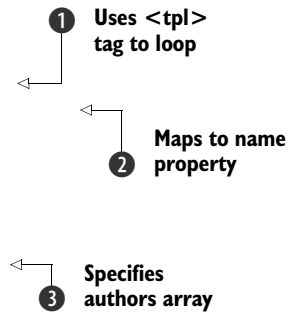 1 Uses <tpl>
tag to loop
Maps to name
2 property
Specifies
3 authors array